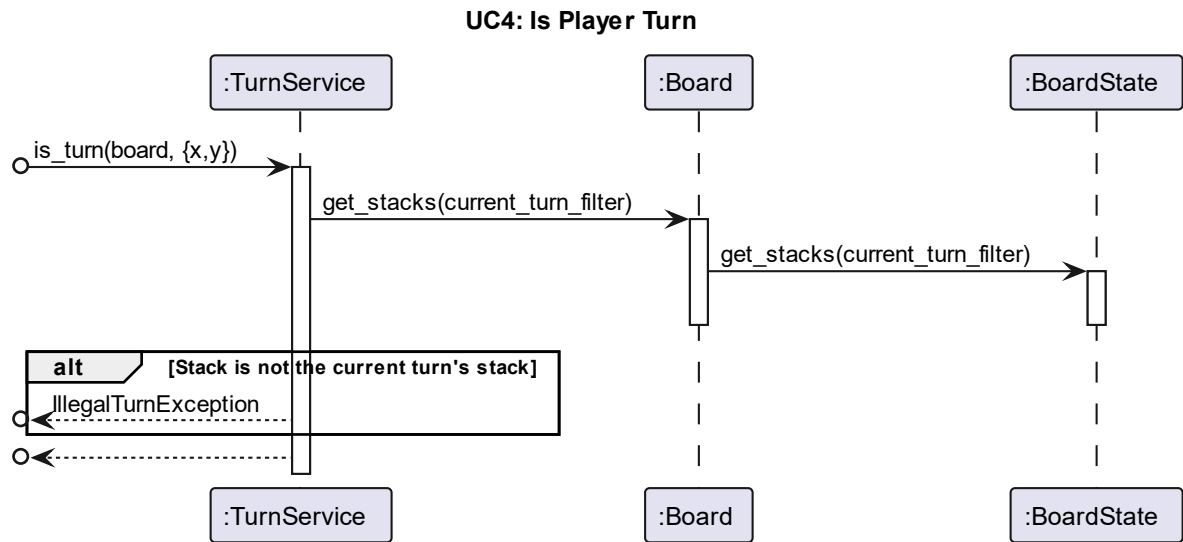 UC4: Is Player Turn
:TurnService
:Board
:BoardState
is_turn(board, {x,y})
get_stacks(current_turn_filter)
get_stacks(current_turn_filter)
alt
[Stack is not the current turn's stack]
IllegalTurnException
:TurnService
:Board
:BoardState